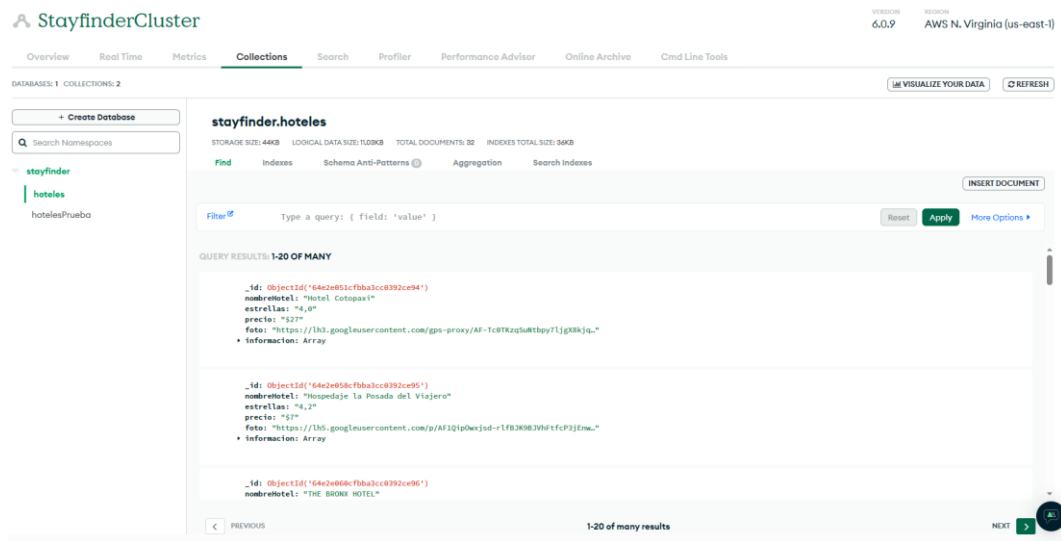 StayfinderCluster
VERSION
6.0.9
REGION
AWS N. Virginia (us-east-1)
Overview Real Time Metrics Collections Search Profiler Performance Advisor Online Archive Cmd Line Tools
DATABASES: 1 COLLECTIONS: 2
VISUALIZE YOUR DATA
REFRESH
+ Create Database
Search Namespaces
stayfinder
hoteles
hotelesPrueba
stayfinder.hoteles
STORAGE SIZE: 44KB LOGICAL DATA SIZE: 11.03KB TOTAL DOCUMENTS: 32 INDEXES TOTAL SIZE: 36KB
Find Indexes Schema Anti-Patterns 0 Aggregation Search Indexes
INSERT DOCUMENT
Filter Type a query: { field: 'value' } Reset Apply More Options
QUERY RESULTS: 1-20 OF MANY
_id: ObjectId('64e2e051cfbba3cc0392ce94')
nombreHotel: "Hotel Cotopaxi"
estrellas: "4,0"
precio: "$27"
foto: "https://lh3.googleusercontent.com/gps-proxy/AF-Tc0TKzqSuNtbpy7ljgX8kjq…"
informacion: Array
_id: ObjectId('64e2e058cfbba3cc0392ce95')
nombreHotel: "Hospedaje la Posada del Viajero"
estrellas: "4,2"
precio: "$7"
foto: "https://lh5.googleusercontent.com/p/AF1QipOwxjsd-rlfBJK9BJVhFtfcP3jEnw…"
informacion: Array
_id: ObjectId('64e2e060cfbba3cc0392ce96')
nombreHotel: "THE BRONX HOTEL"
PREVIOUS
1-20 of many results
NEXT